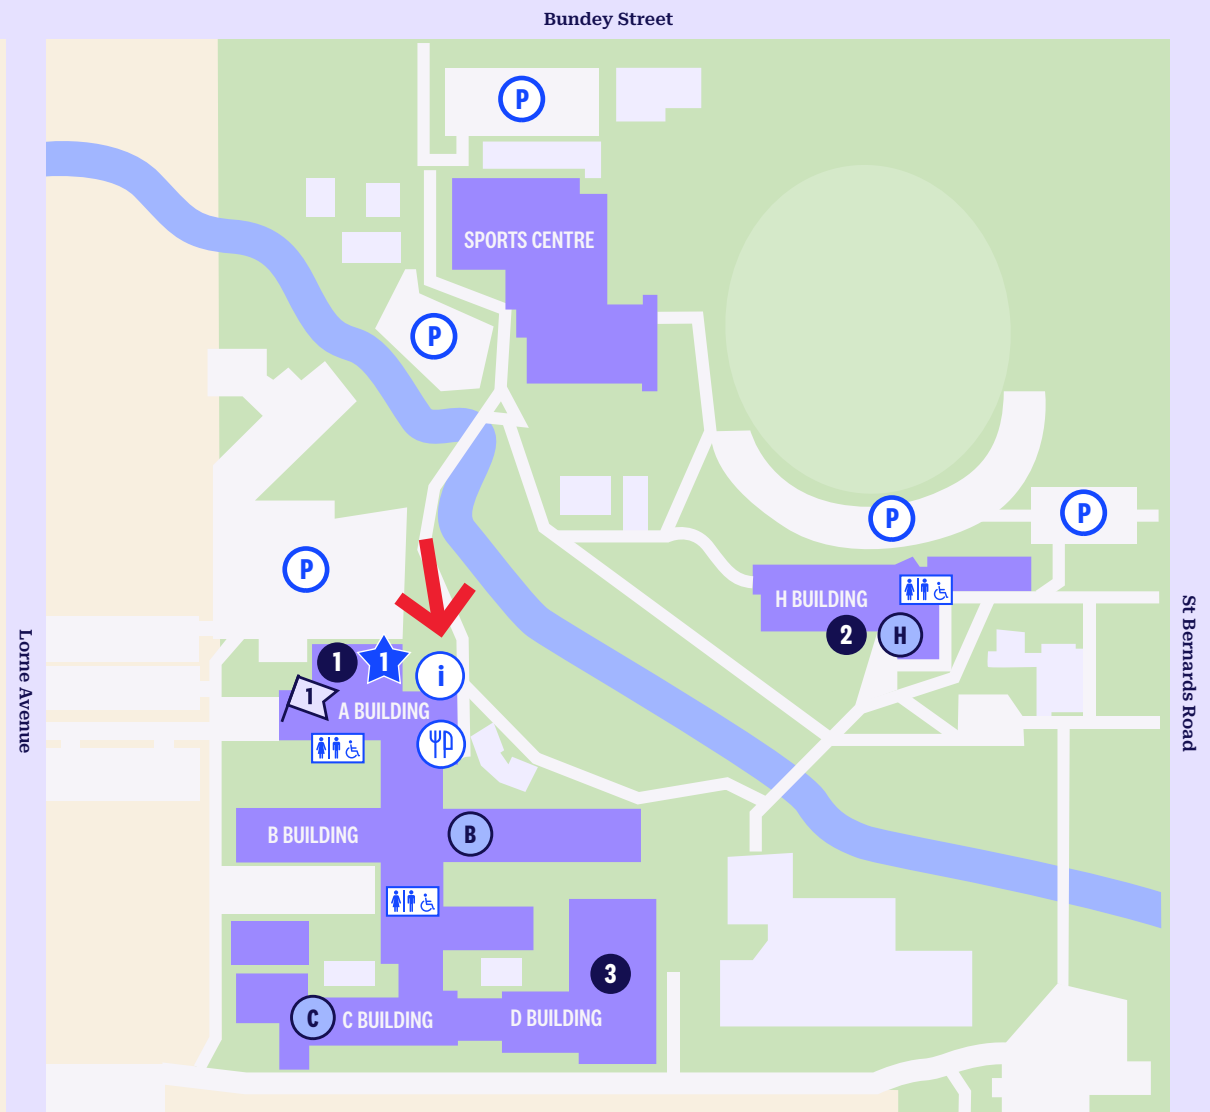 Bundey Street
P
SPORTS CENTRE
P
P
P
P
H BUILDING
2
H
1
1
i
1
A BUILDING
B BUILDING
B
3
C
C BUILDING
D BUILDING
Lorne Avenue
St Bernards Road